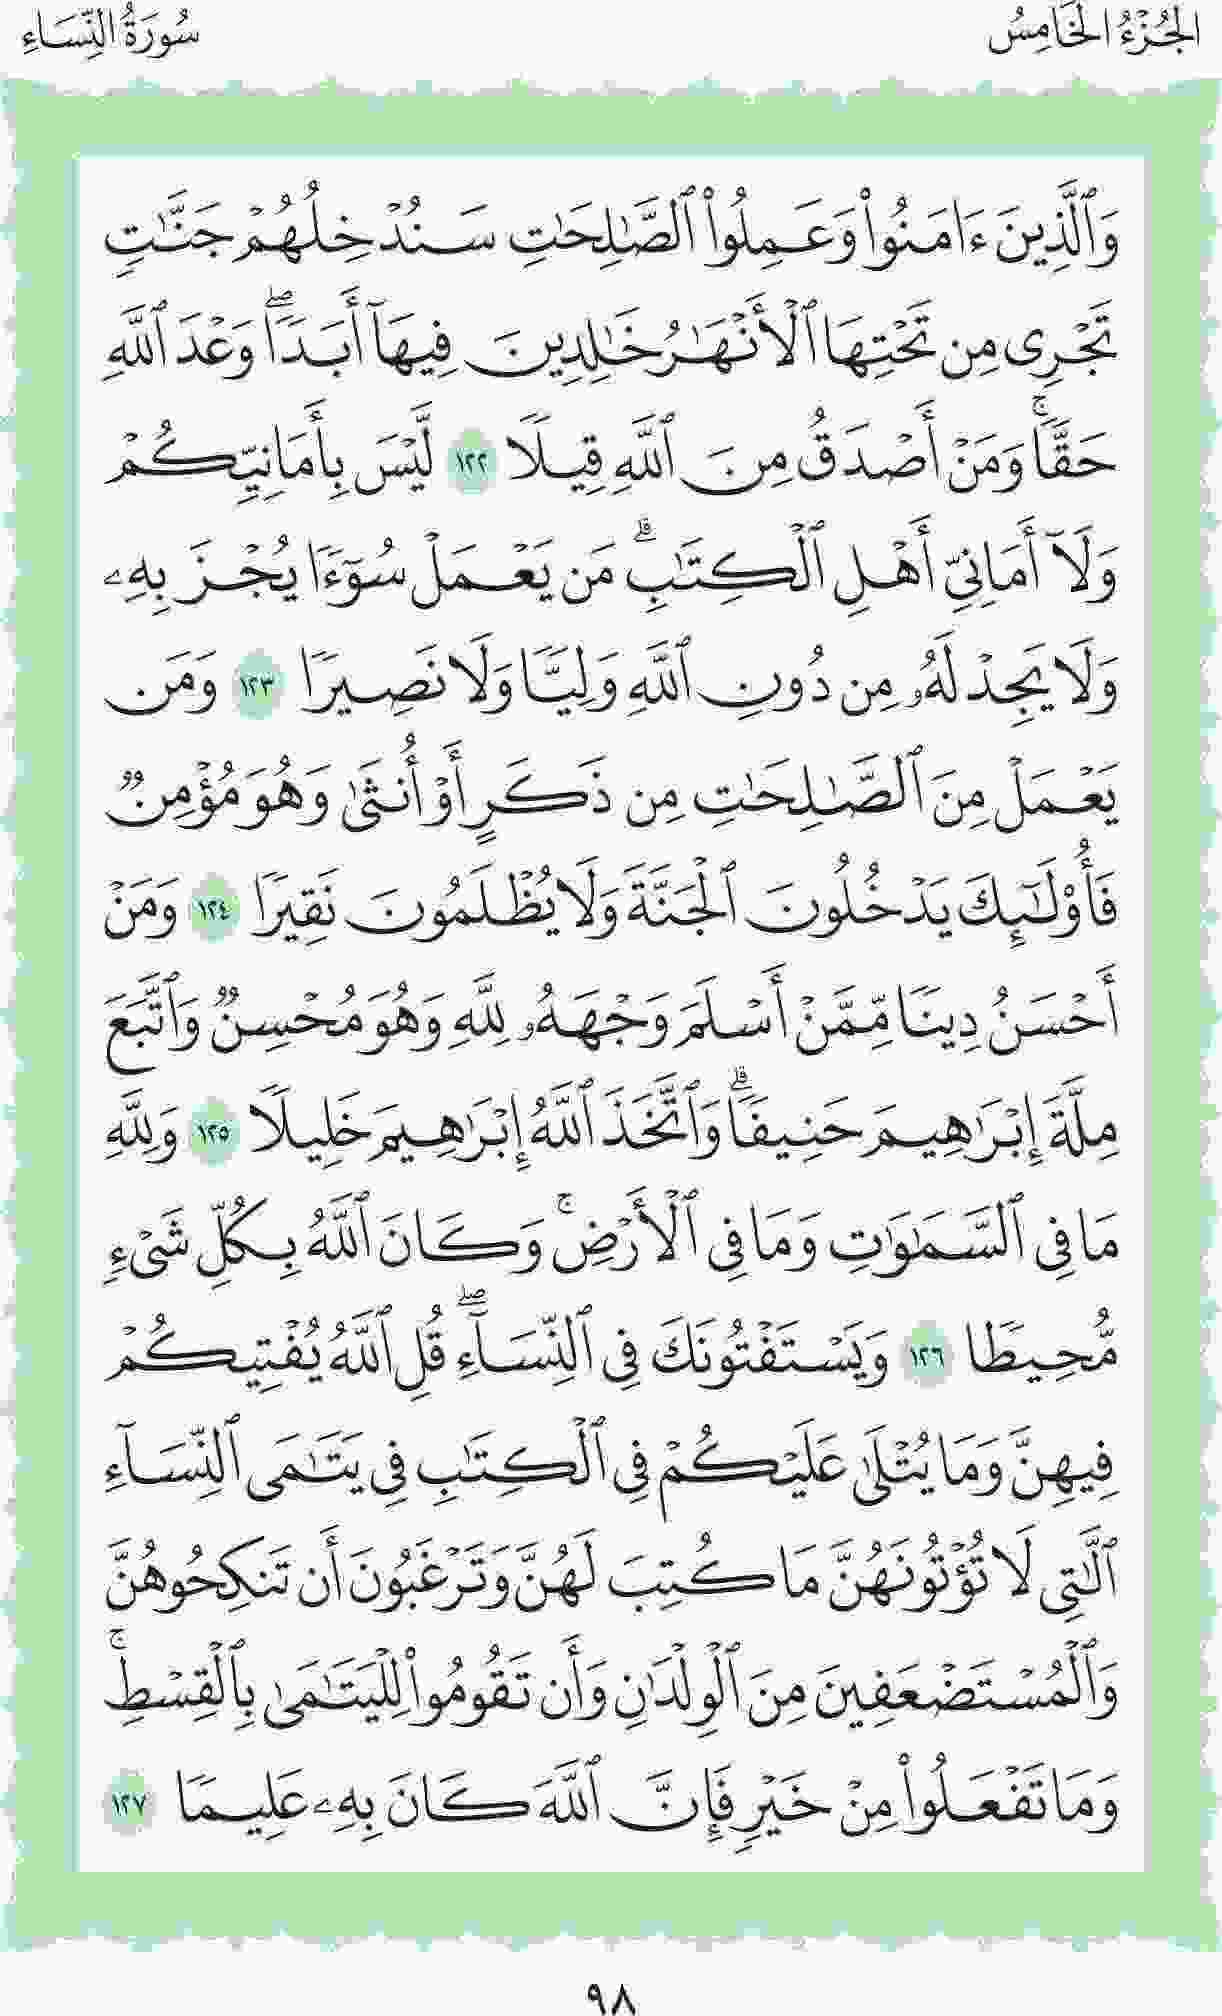 الجُزْءُ الخَامِسُ
سُورَةُ النِّسَاءِ
وَٱلَّذِينَ ءَامَنُواْ وَعَمِلُواْ ٱلصَّٰلِحَٰتِ سَنُدۡخِلُهُمۡ جَنَّٰتٖ
تَجۡرِي مِن تَحۡتِهَا ٱلۡأَنۡهَٰرُ خَٰلِدِينَ فِيهَآ أَبَدٗاۖ وَعۡدَ ٱللَّهِ
حَقّٗاۚ وَمَنۡ أَصۡدَقُ مِنَ ٱللَّهِ قِيلٗا ١٢٢ لَّيۡسَ بِأَمَانِيِّكُمۡ
وَلَآ أَمَانِيِّ أَهۡلِ ٱلۡكِتَٰبِۗ مَن يَعۡمَلۡ سُوٓءٗا يُجۡزَ بِهِۦ
وَلَا يَجِدۡ لَهُۥ مِن دُونِ ٱللَّهِ وَلِيّٗا وَلَا نَصِيرٗا ١٢٣ وَمَن
يَعۡمَلۡ مِنَ ٱلصَّٰلِحَٰتِ مِن ذَكَرٍ أَوۡ أُنثَىٰ وَهُوَ مُؤۡمِنٞ
فَأُوْلَٰٓئِكَ يَدۡخُلُونَ ٱلۡجَنَّةَ وَلَا يُظۡلَمُونَ نَقِيرٗا ١٢٤ وَمَنۡ
أَحۡسَنُ دِينٗا مِّمَّنۡ أَسۡلَمَ وَجۡهَهُۥ لِلَّهِ وَهُوَ مُحۡسِنٞ وَٱتَّبَعَ
مِلَّةَ إِبۡرَٰهِيمَ حَنِيفٗاۗ وَٱتَّخَذَ ٱللَّهُ إِبۡرَٰهِيمَ خَلِيلٗا ١٢٥ وَلِلَّهِ
مَا فِي ٱلسَّمَٰوَٰتِ وَمَا فِي ٱلۡأَرۡضِۚ وَكَانَ ٱللَّهُ بِكُلِّ شَيۡءٖ
مُّحِيطٗا ١٢٦ وَيَسۡتَفۡتُونَكَ فِي ٱلنِّسَآءِۖ قُلِ ٱللَّهُ يُفۡتِيكُمۡ
فِيهِنَّ وَمَا يُتۡلَىٰ عَلَيۡكُمۡ فِي ٱلۡكِتَٰبِ فِي يَتَٰمَى ٱلنِّسَآءِ
ٱلَّٰتِي لَا تُؤۡتُونَهُنَّ مَا كُتِبَ لَهُنَّ وَتَرۡغَبُونَ أَن تَنكِحُوهُنَّ
وَٱلۡمُسۡتَضۡعَفِينَ مِنَ ٱلۡوِلۡدَٰنِ وَأَن تَقُومُواْ لِلۡيَتَٰمَىٰ بِٱلۡقِسۡطِۚ
وَمَا تَفۡعَلُواْ مِنۡ خَيۡرٖ فَإِنَّ ٱللَّهَ كَانَ بِهِۦ عَلِيمٗا ١٢٧
٩٨